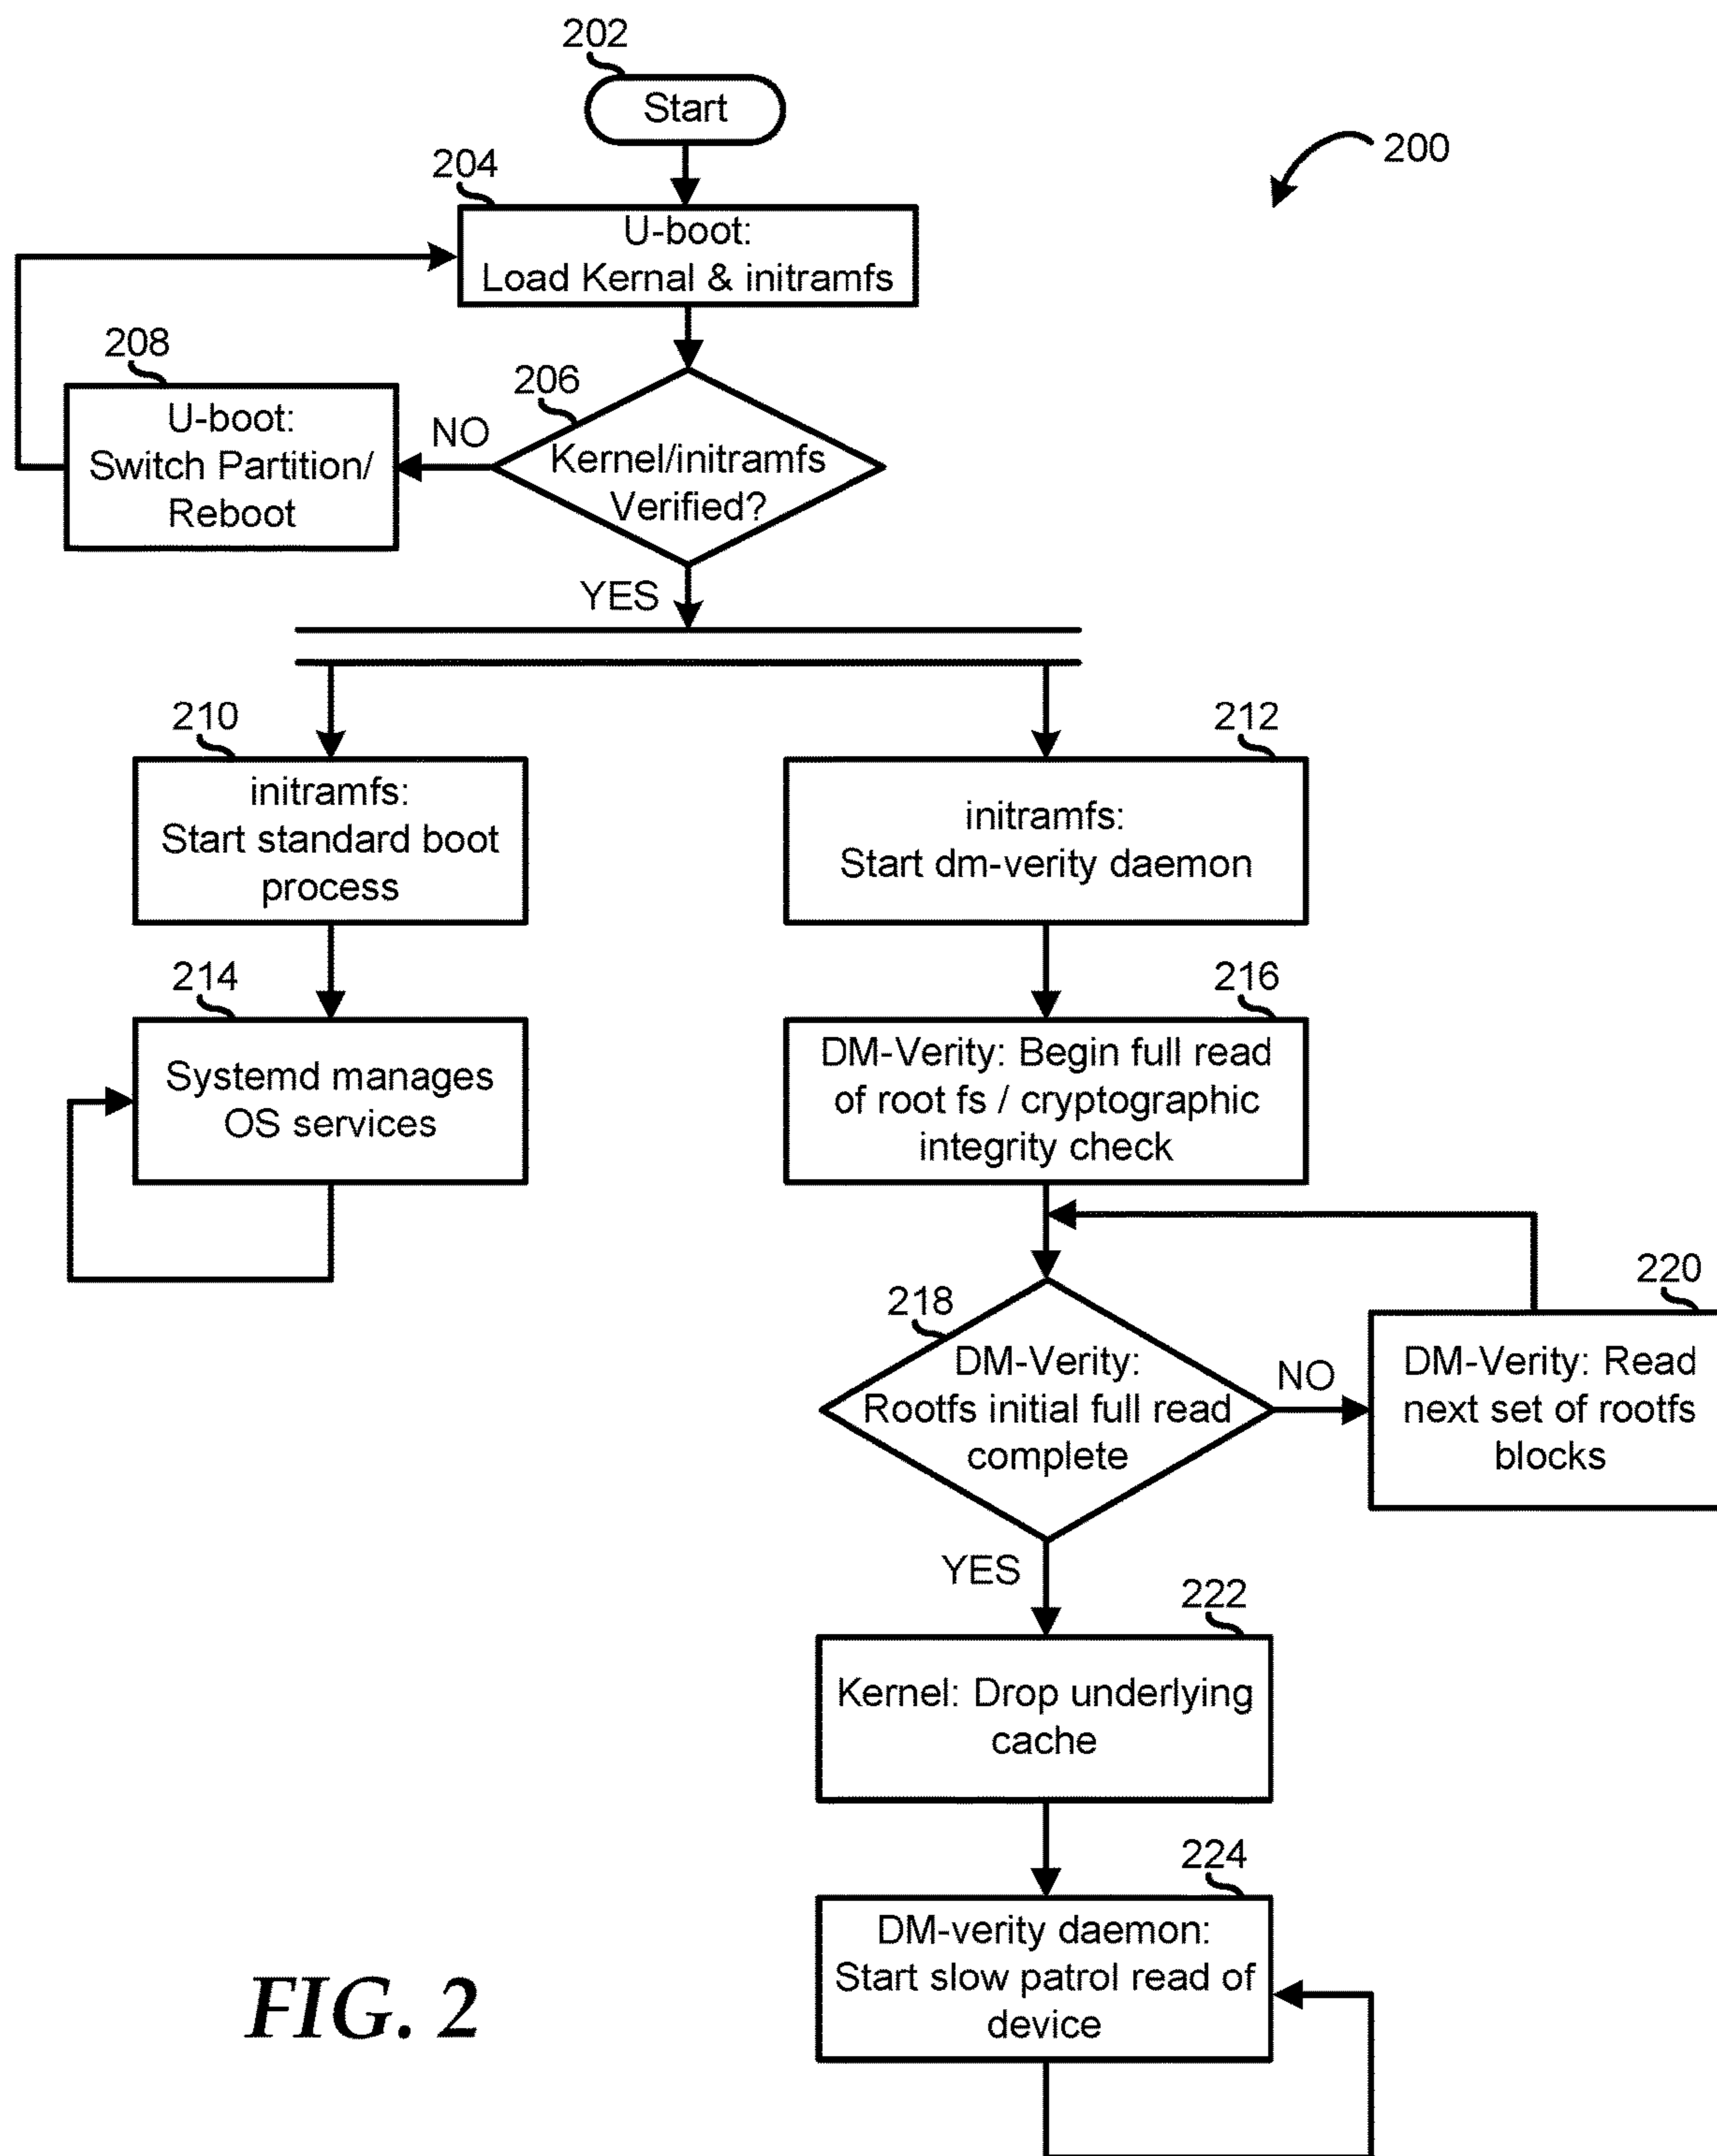 202
Start
200
204
U-boot:
Load Kernal & initramfs
208
U-boot:
Switch Partition/
Reboot
NO
206
Kernel/initramfs
Verified?
YES
210
initramfs:
Start standard boot
process
212
initramfs:
Start dm-verity daemon
214
Systemd manages
OS services
216
DM-Verity: Begin full read
of root fs / cryptographic
integrity check
218
DM-Verity:
Rootfs initial full read
complete
NO
220
DM-Verity: Read
next set of rootfs
blocks
YES
222
Kernel: Drop underlying
cache
224
DM-verity daemon:
Start slow patrol read of
device
FIG. 2